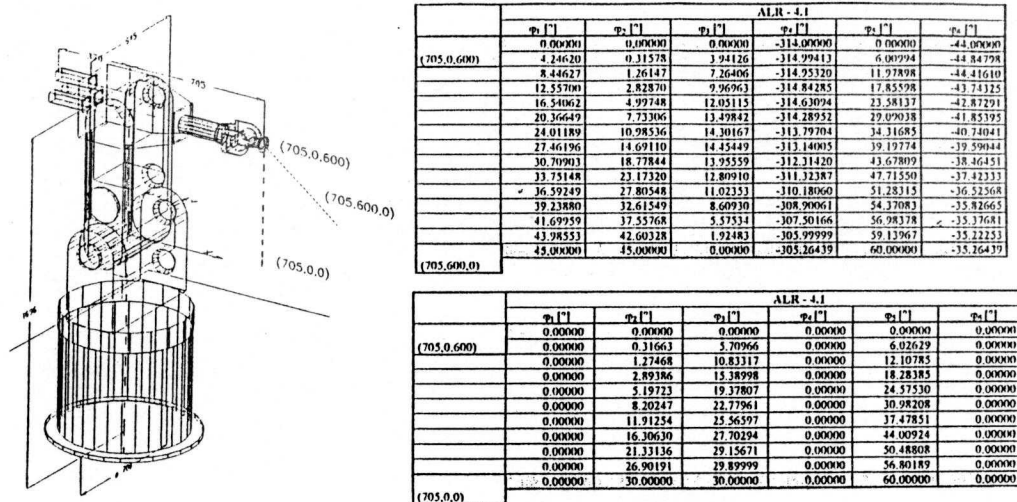 705
(705,0,600)
(705,600,0)
(705,0,0)
ALR - 4.1
φ₁ [°] φ₂ [°] φ₃ [°] φ₄ [°] φ₅ [°] φ₆ [°]
0.00000 0.00000 0.00000 -314.00000 0.00000 -44.00000
(705,0,600) 4.24620 0.31578 3.94126 -314.99413 6.00994 -44.84798
8.44627 1.26147 7.26406 -314.95320 11.97898 -44.41610
12.55700 2.82870 9.96963 -314.84285 17.85598 -43.74325
16.54062 4.99748 12.05115 -314.63094 23.58137 -42.87291
20.36649 7.73306 13.49842 -314.28952 29.09038 -41.85395
24.01189 10.98536 14.30167 -313.79704 34.31685 -40.74041
27.46196 14.69110 14.45449 -313.14005 39.19774 -39.59044
30.70903 18.77844 13.95559 -312.31420 43.67809 -38.46451
33.75148 23.17320 12.80910 -311.32387 47.71550 -37.42333
36.59249 27.80548 11.02353 -310.18060 51.28315 -36.52568
39.23880 32.61549 8.60930 -308.90061 54.37083 -35.82665
41.69959 37.55768 5.57534 -307.50166 56.98378 -35.37681
43.98553 42.60328 1.92483 -305.99999 59.13967 -35.22253
45.00000 45.00000 0.00000 -305.26439 60.00000 -35.26439
(705,600,0)
ALR - 4.1
φ₁ [°] φ₂ [°] φ₃ [°] φ₄ [°] φ₅ [°] φ₆ [°]
0.00000 0.00000 0.00000 0.00000 0.00000 0.00000
(705,0,600) 0.00000 0.31663 5.70966 0.00000 6.02629 0.00000
0.00000 1.27468 10.83317 0.00000 12.10785 0.00000
0.00000 2.89386 15.38998 0.00000 18.28385 0.00000
0.00000 5.19723 19.37807 0.00000 24.57530 0.00000
0.00000 8.20247 22.77961 0.00000 30.98208 0.00000
0.00000 11.91254 25.56597 0.00000 37.47851 0.00000
0.00000 16.30630 27.70294 0.00000 44.00924 0.00000
0.00000 21.33136 29.15671 0.00000 50.48808 0.00000
0.00000 26.90191 29.89999 0.00000 56.80189 0.00000
0.00000 30.00000 30.00000 0.00000 60.00000 0.00000
(705,0,0)